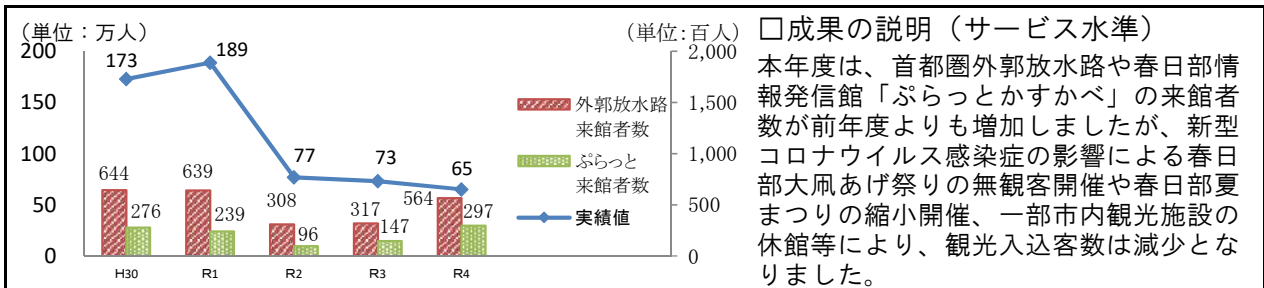 （単位：万人）
（単位:百人）
200
150
100
50
0
2,000
1,500
1,000
500
0
173
189
77
73
65
644
276
639
239
308
96
317
147
564
297
H30
R1
R2
R3
R4
外郭放水路
来館者数
ぷらっと
来館者数
実績値
□成果の説明（サービス水準）
本年度は、首都圏外郭放水路や春日部情
報発信館「ぷらっとかすかべ」の来館者
数が前年度よりも増加しましたが、新型
コロナウイルス感染症の影響による春日
部大凧あげ祭りの無観客開催や春日部夏
まつりの縮小開催、一部市内観光施設の
休館等により、観光入込客数は減少とな
りました。